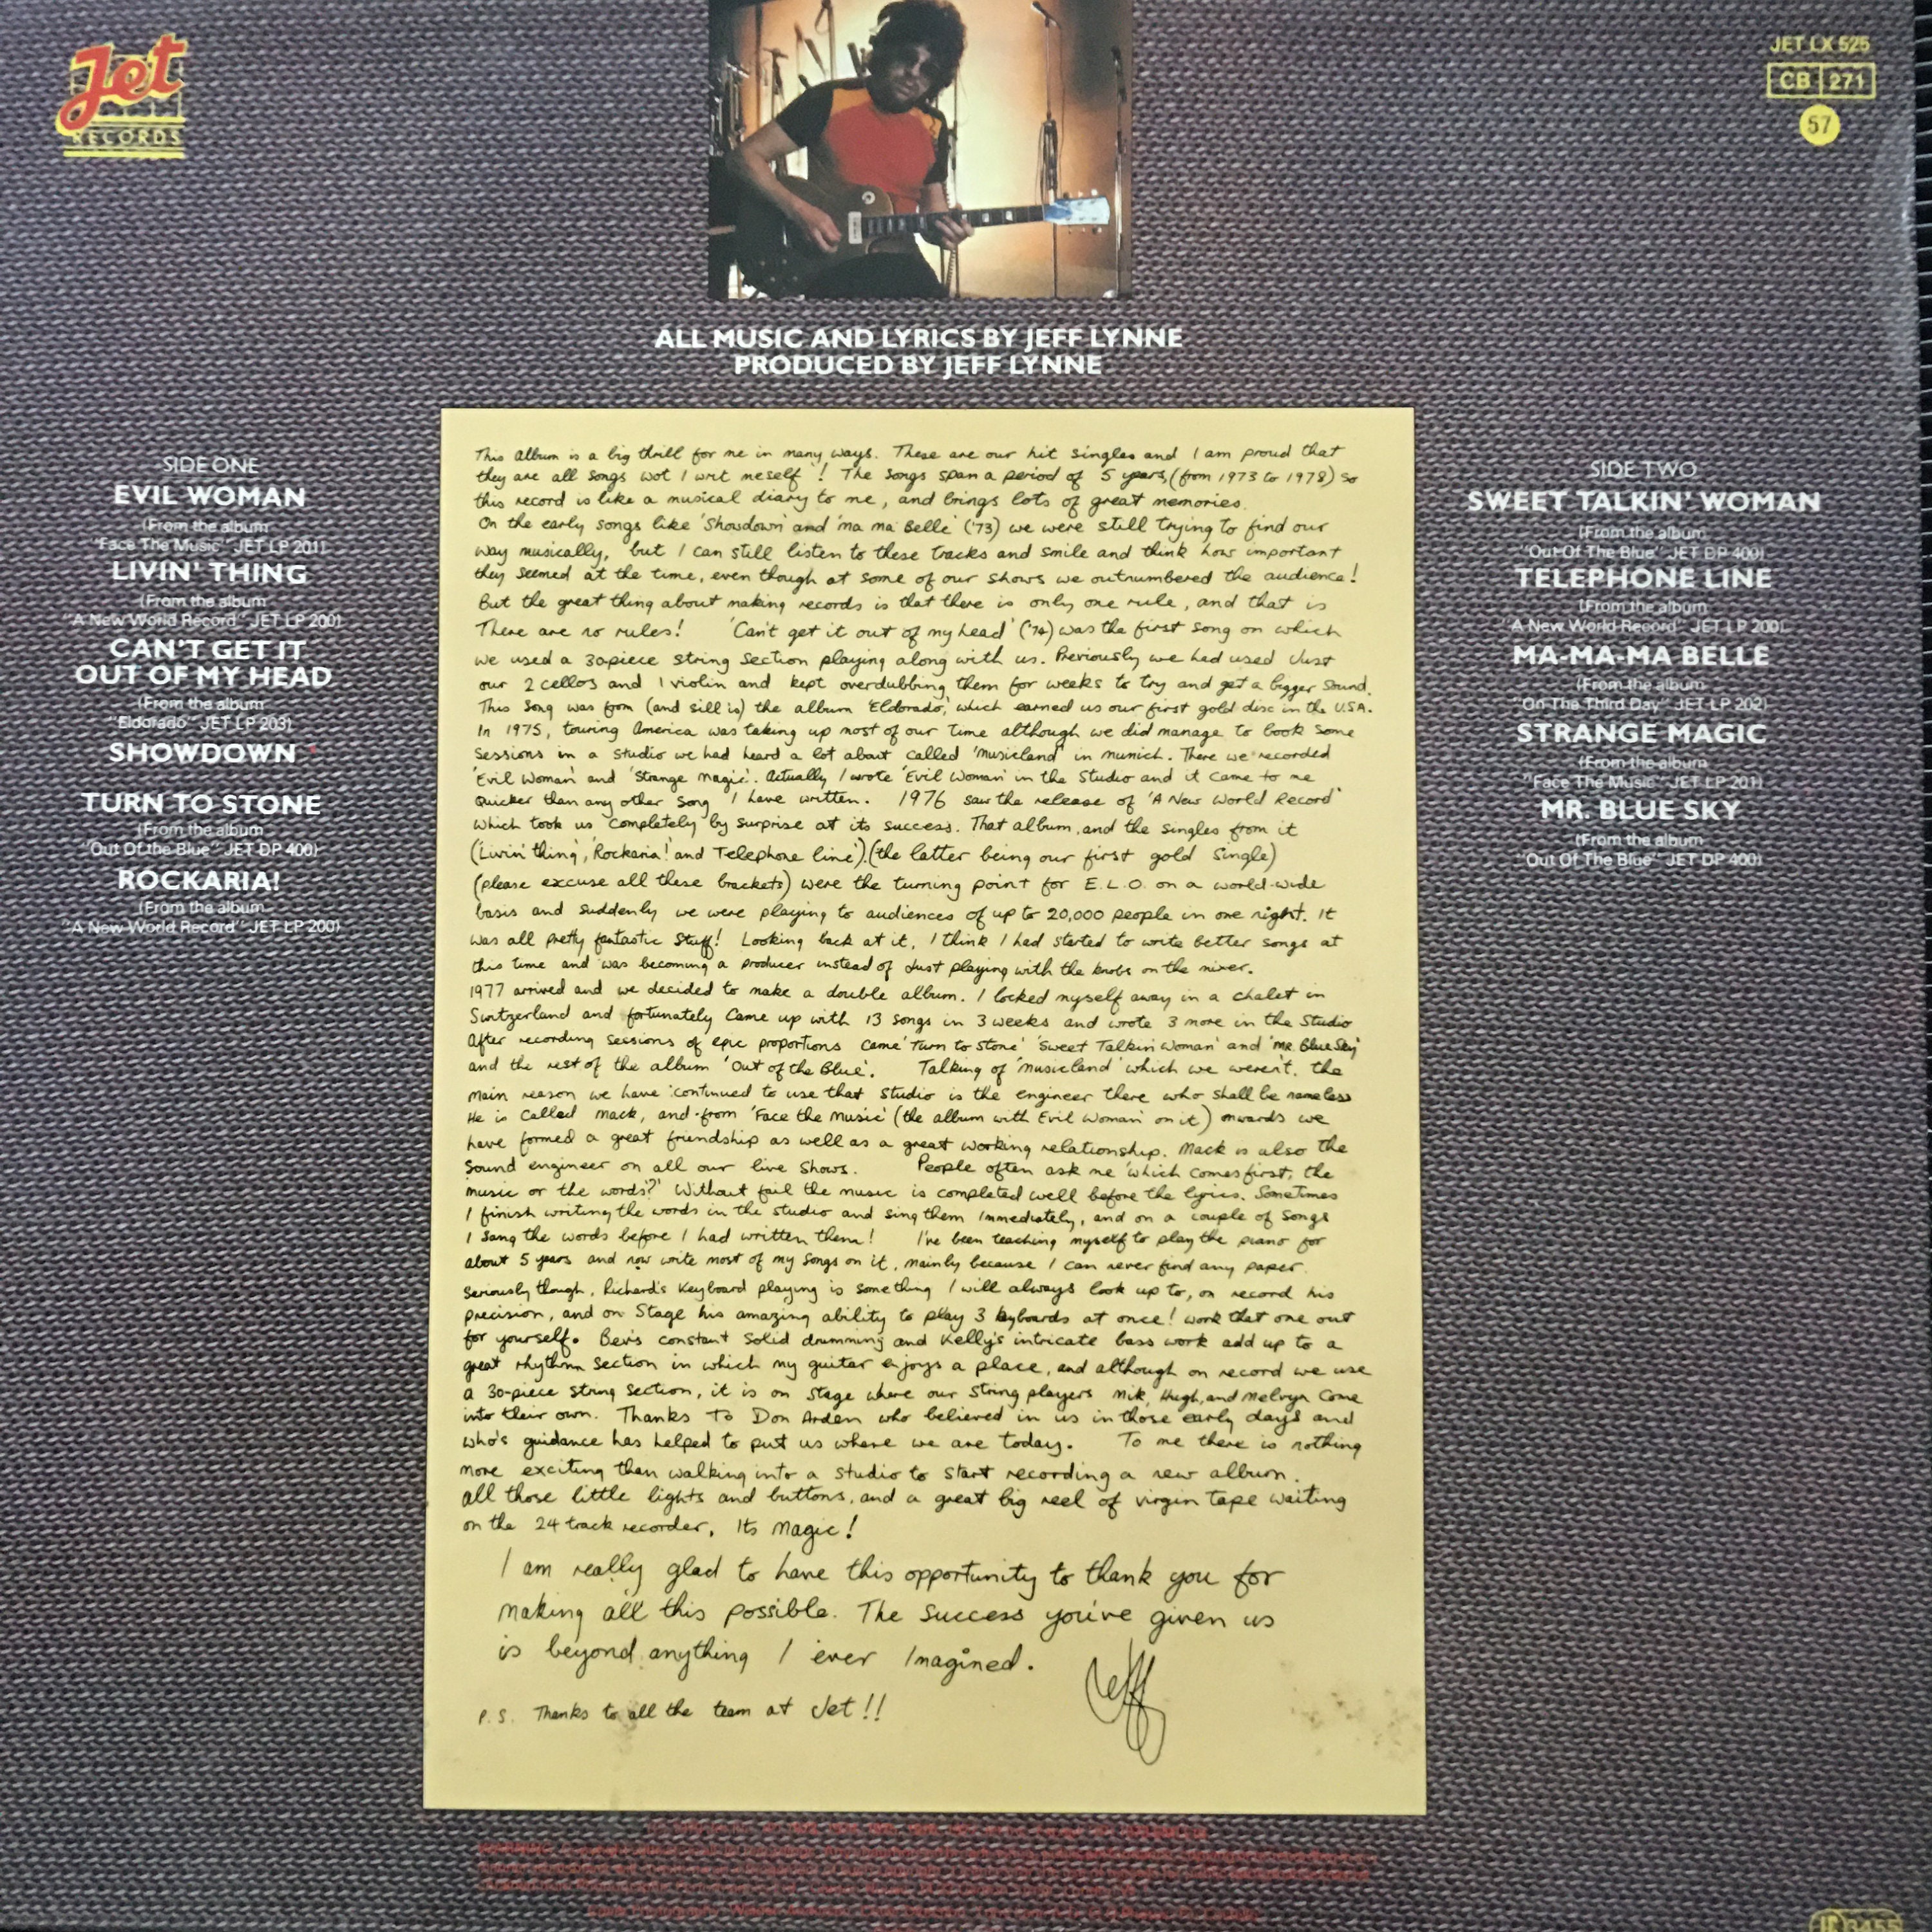 Jet
RECORDS
JET LX 525
CB 271
57
ALL MUSIC AND LYRICS BY JEFF LYNNE
PRODUCED BY JEFF LYNNE
SIDE ONE
EVIL WOMAN
(From the album
"Face The Music" JET LP 201)
LIVIN' THING
(From the album
"A New World Record" JET LP 200)
CAN'T GET IT
OUT OF MY HEAD
(From the album
"Eldorado" JET LP 203)
SHOWDOWN
TURN TO STONE
(From the album
"Out Of the Blue" JET DP 400)
ROCKARIA!
(From the album
"A New World Record" JET LP 200)
This album is a big thrill for me in many ways. These are our hit singles and I am proud that
they are all songs wot I writ meself! The songs span a period of 5 years, (from 1973 to 1978) so
this record is like a musical diary to me, and brings lots of great memories.
On the early songs like 'Showdown' and 'ma ma Belle' ('73) we were still trying to find our
way musically, but I can still listen to these tracks and smile and think how important
they seemed at the time, even though at some of our shows we outnumbered the audience!
But the great thing about making records is that there is only one rule, and that is
There are no rules! 'Can't get it out of my head' ('74) was the first song on which
we used a 30 piece string section playing along with us. Previously we had used Just
our 2 cellos and 1 violin and kept overdubbing them for weeks to try and get a bigger sound.
This song was from (and sill is) the album 'Eldorado', which earned us our first gold disc in the U.S.A.
In 1975, touring America was taking up most of our time although we did manage to book some
sessions in a studio we had heard a lot about called 'musicland' in munich. There we recorded
'Evil Woman' and 'Strange Magic'. Actually I wrote 'Evil Woman' in the studio and it came to me
quicker than any other song I have written. 1976 saw the release of 'A New World Record'
which took us completely by surprise at its success. That album, and the singles from it
('Livin' thing', 'Rockaria!' and Telephone line') (the latter being our first gold single)
(please excuse all these brackets) were the turning point for E.L.O. on a world-wide
basis and suddenly we were playing to audiences of up to 20,000 people in one night. It
was all pretty fantastic stuff! Looking back at it, I think I had started to write better songs at
this time and was becoming a producer instead of Just playing with the knobs on the mixer.
1977 arrived and we decided to make a double album. I locked myself away in a chalet in
Switzerland and fortunately came up with 13 songs in 3 weeks and wrote 3 more in the studio
After recording sessions of epic proportions came 'Turn to Stone' 'Sweet Talkin Woman' and 'MR. Blue Sky'
and the rest of the album 'Out of the Blue'. Talking of 'musicland' which we weren't, the
main reason we have continued to use that studio is the engineer there who shall be nameless
He is called Mack, and from 'Face the Music' (the album with Evil Woman' on it) onwards we
have formed a great friendship as well as a great working relationship. Mack is also the
sound engineer on all our live shows. People often ask me 'which comes first, the
music or the words?' Without fail the music is completed well before the lyrics. Sometimes
I finish writing the words in the studio and sing them immediately, and on a couple of songs
I sang the words before I had written them! I've been teaching myself to play the piano for
about 5 years and now write most of my songs on it, mainly because I can never find any paper.
Seriously though, Richard's Keyboard playing is something I will always look up to, on record his
precision, and on stage his amazing ability to play 3 keyboards at once! work that one out
for yourself. Bev's constant solid drumming and Kelly's intricate bass work add up to a
great rhythm section in which my guitar enjoys a place, and although on record we use
a 30-piece string section, it is on stage where our string players Mik, Hugh, and Melvyn come
into their own. Thanks to Don Arden who believed in us in those early days and
who's guidance has helped to put us where we are today. To me there is nothing
more exciting than walking into a studio to start recording a new album.
all those little lights and buttons, and a great big reel of virgin tape waiting
on the 24 track recorder, Its magic!
I am really glad to have this opportunity to thank you for
making all this possible. The success you've given us
is beyond anything I ever Imagined.
Jeff
P.S. Thanks to all the team at Jet!!
SIDE TWO
SWEET TALKIN' WOMAN
(From the album
"Out Of The Blue" JET DP 400)
TELEPHONE LINE
(From the album
"A New World Record" JET LP 200)
MA-MA-MA BELLE
(From the album
"On The Third Day" JET LP 202)
STRANGE MAGIC
(From the album
"Face The Music" JET LP 201)
MR. BLUE SKY
(From the album
"Out Of The Blue" JET DP 400)